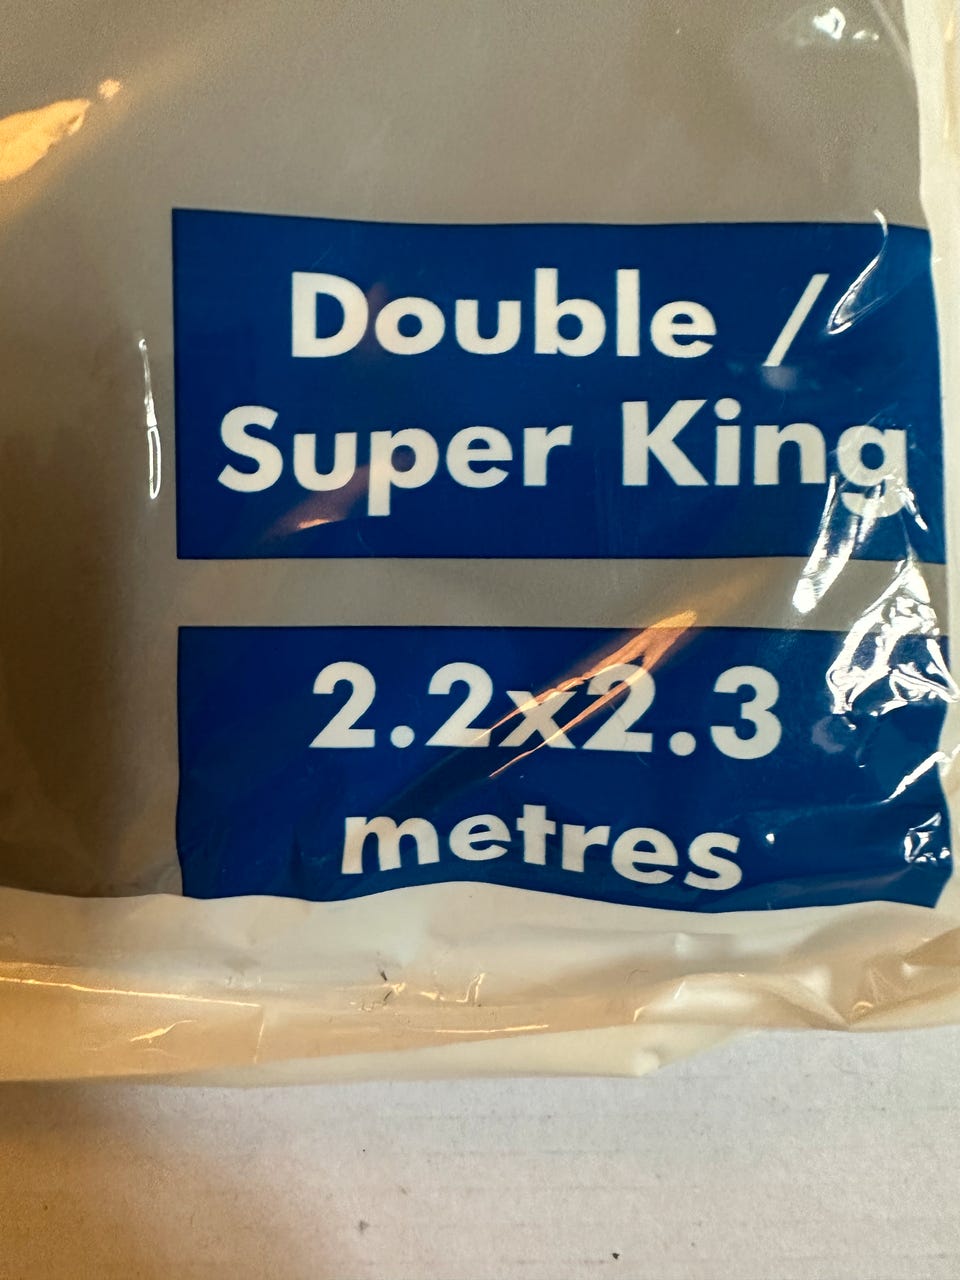 Double /
Super King
2.2x2.3
metres